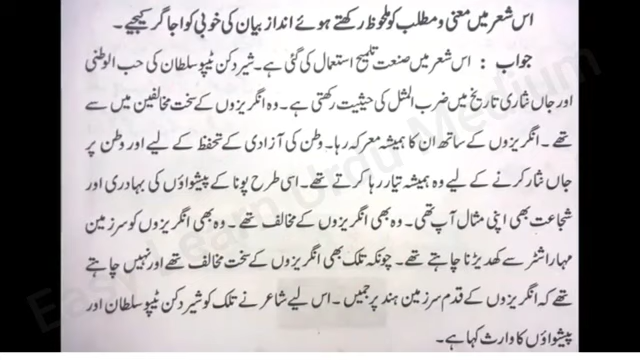 اس شعر میں معنی و مطلب کو ملحوظ رکھتے ہوئے انداز بیان کی خوبی کو اجاگر کیجیے۔
جواب : اس شعر میں صنعت تلمیح استعمال کی گئی ہے۔ شیر دکن ٹیپو سلطان کی حب الوطنی
اور جاں نثاری تاریخ میں ضرب المثل کی حیثیت رکھتی ہے۔ وہ انگریزوں کے سخت مخالفین میں سے
تھے۔ انگریزوں کے ساتھ ان کا ہمیشہ معرکہ رہا۔ وطن کی آزادی کے تحفظ کے لیے اور وطن پر
جاں نثار کرنے کے لیے وہ ہمیشہ تیار رہا کرتے تھے۔ اسی طرح پونا کے پیشواؤں کی بہادری اور
شجاعت بھی اپنی مثال آپ تھی۔ وہ بھی انگریزوں کے مخالف تھے۔ وہ بھی انگریزوں کو سرزمین
مہاراشٹر سے کھدیڑنا چاہتے تھے۔ چونکہ تلک بھی انگریزوں کے سخت مخالف تھے اور نہیں چاہتے
تھے کہ انگریزوں کے قدم سرزمین ہند پر جمیں۔ اس لیے شاعر نے تلک کو شیر دکن ٹیپو سلطان اور
پیشواؤں کا وارث کہا ہے۔
Easy Learn Urdu Medium